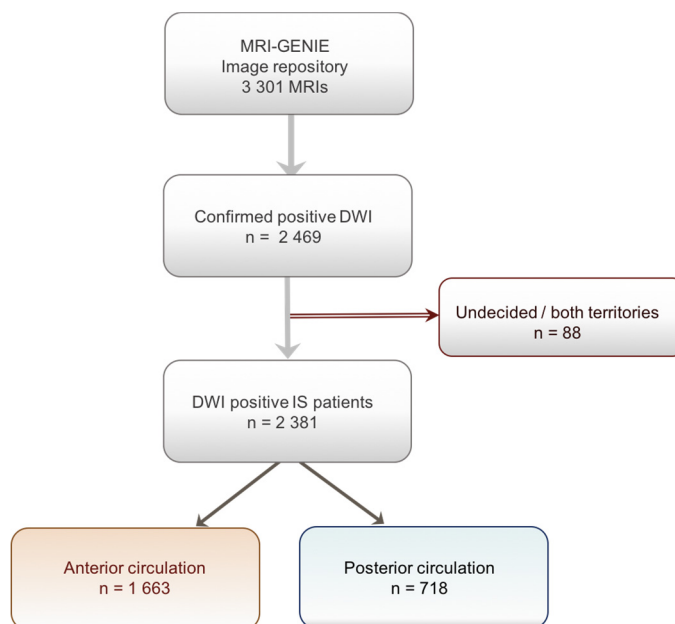 MRI-GENIE
Image repository
3 301 MRIs
Confirmed positive DWI
n = 2 469
Undecided / both territories
n = 88
DWI positive IS patients
n = 2 381
Anterior circulation
n = 1 663
Posterior circulation
n = 718